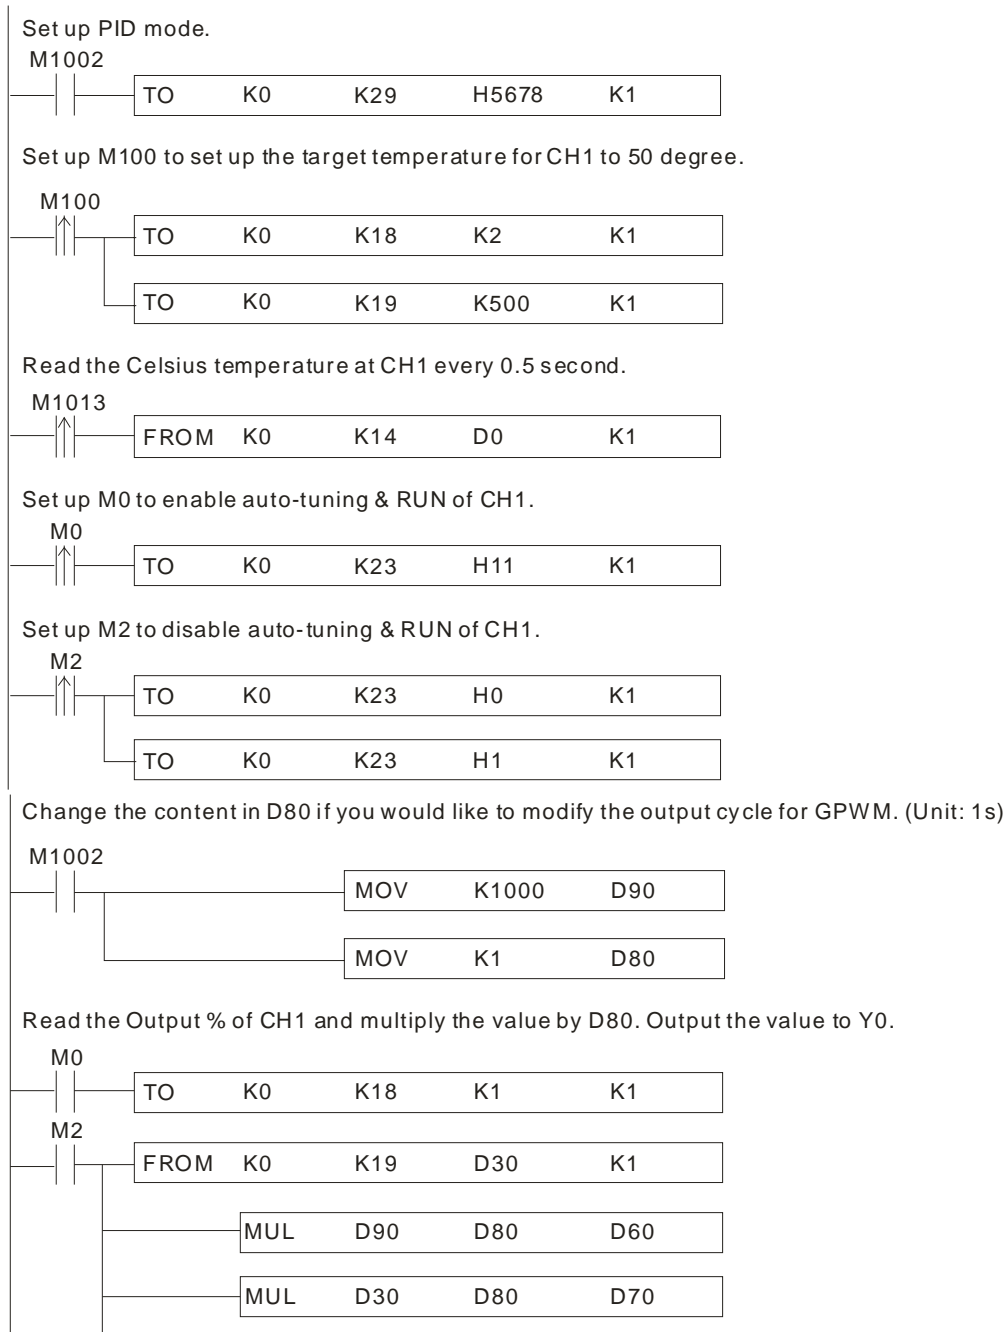 Set up PID mode.
M1002
TO K0 K29 H5678 K1
Set up M100 to set up the target temperature for CH1 to 50 degree.
M100
TO K0 K18 K2 K1
TO K0 K19 K500 K1
Read the Celsius temperature at CH1 every 0.5 second.
M1013
FROM K0 K14 D0 K1
Set up M0 to enable auto-tuning & RUN of CH1.
M0
TO K0 K23 H11 K1
Set up M2 to disable auto-tuning & RUN of CH1.
M2
TO K0 K23 H0 K1
TO K0 K23 H1 K1
Change the content in D80 if you would like to modify the output cycle for GPWM. (Unit: 1s)
M1002
MOV K1000 D90
MOV K1 D80
Read the Output % of CH1 and multiply the value by D80. Output the value to Y0.
M0
TO K0 K18 K1 K1
M2
FROM K0 K19 D30 K1
MUL D90 D80 D60
MUL D30 D80 D70